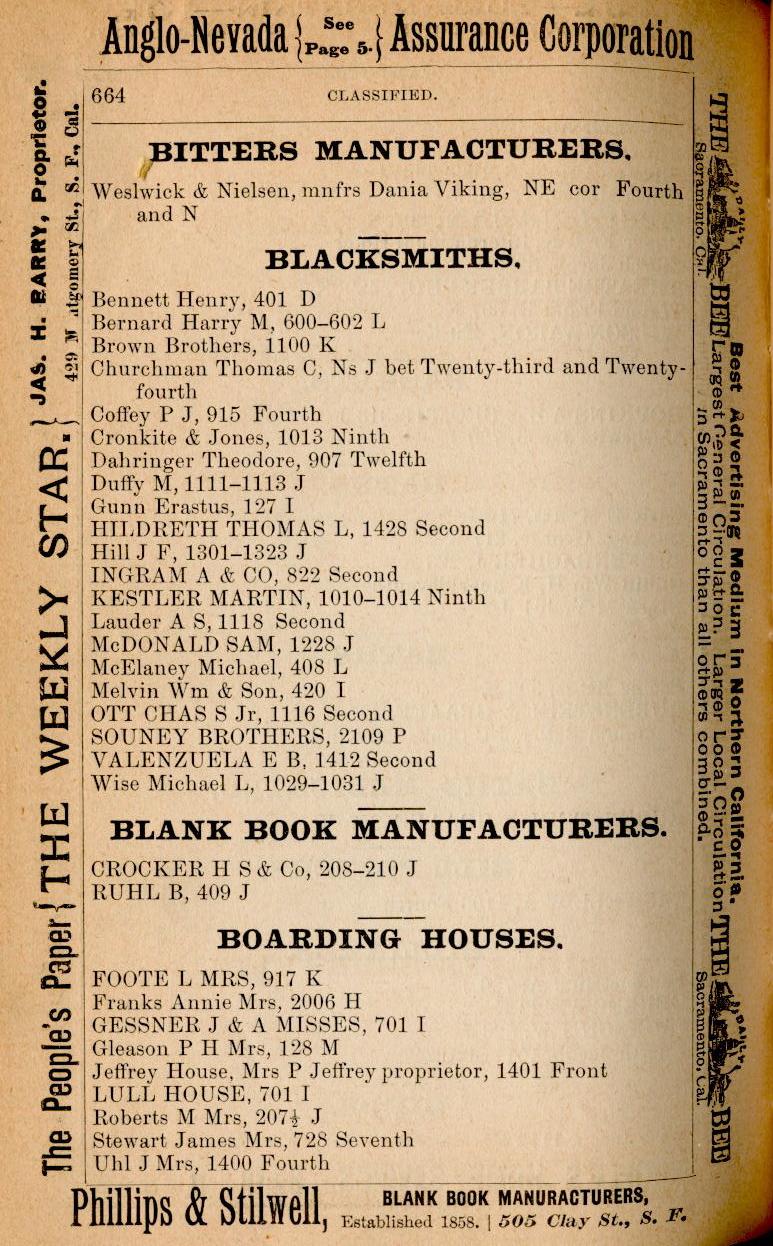 Anglo-Nevada { See Page 5. } Assurance Corporation
664 CLASSIFIED.
BITTERS MANUFACTURERS.
Weslwick & Nielsen, mnfrs Dania Viking, NE cor Fourth
and N
BLACKSMITHS.
Bennett Henry, 401 D
Bernard Harry M, 600–602 L
Brown Brothers, 1100 K
Churchman Thomas C, Ns J bet Twenty-third and Twenty-
fourth
Coffey P J, 915 Fourth
Cronkite & Jones, 1013 Ninth
Dahringer Theodore, 907 Twelfth
Duffy M, 1111–1113 J
Gunn Erastus, 127 I
HILDRETH THOMAS L, 1428 Second
Hill J F, 1301–1323 J
INGRAM A & CO, 822 Second
KESTLER MARTIN, 1010–1014 Ninth
Lauder A S, 1118 Second
McDONALD SAM, 1228 J
McElaney Michael, 408 L
Melvin Wm & Son, 420 I
OTT CHAS S Jr, 1116 Second
SOUNEY BROTHERS, 2109 P
VALENZUELA E B, 1412 Second
Wise Michael L, 1029–1031 J
BLANK BOOK MANUFACTURERS.
CROCKER H S & Co, 208–210 J
RUHL B, 409 J
BOARDING HOUSES.
FOOTE L MRS, 917 K
Franks Annie Mrs, 2006 H
GESSNER J & A MISSES, 701 I
Gleason P H Mrs, 128 M
Jeffrey House, Mrs P Jeffrey proprietor, 1401 Front
LULL HOUSE, 701 I
Roberts M Mrs, 207½ J
Stewart James Mrs, 728 Seventh
Uhl J Mrs, 1400 Fourth
Phillips & Stilwell, BLANK BOOK MANURACTURERS,
Established 1858. | 505 Clay St., S. F.
The People's Paper { THE WEEKLY STAR. } JAS. H. BARRY, Proprietor.
429 M tgomery St., S. F., Cal.
THE DAILY BEE
Sacramento, Cal.
Best Advertising Medium in Northern California.
Largest General Circulation. Larger Local Circulation
in Sacramento than all others combined.
THE DAILY BEE
Sacramento, Cal.